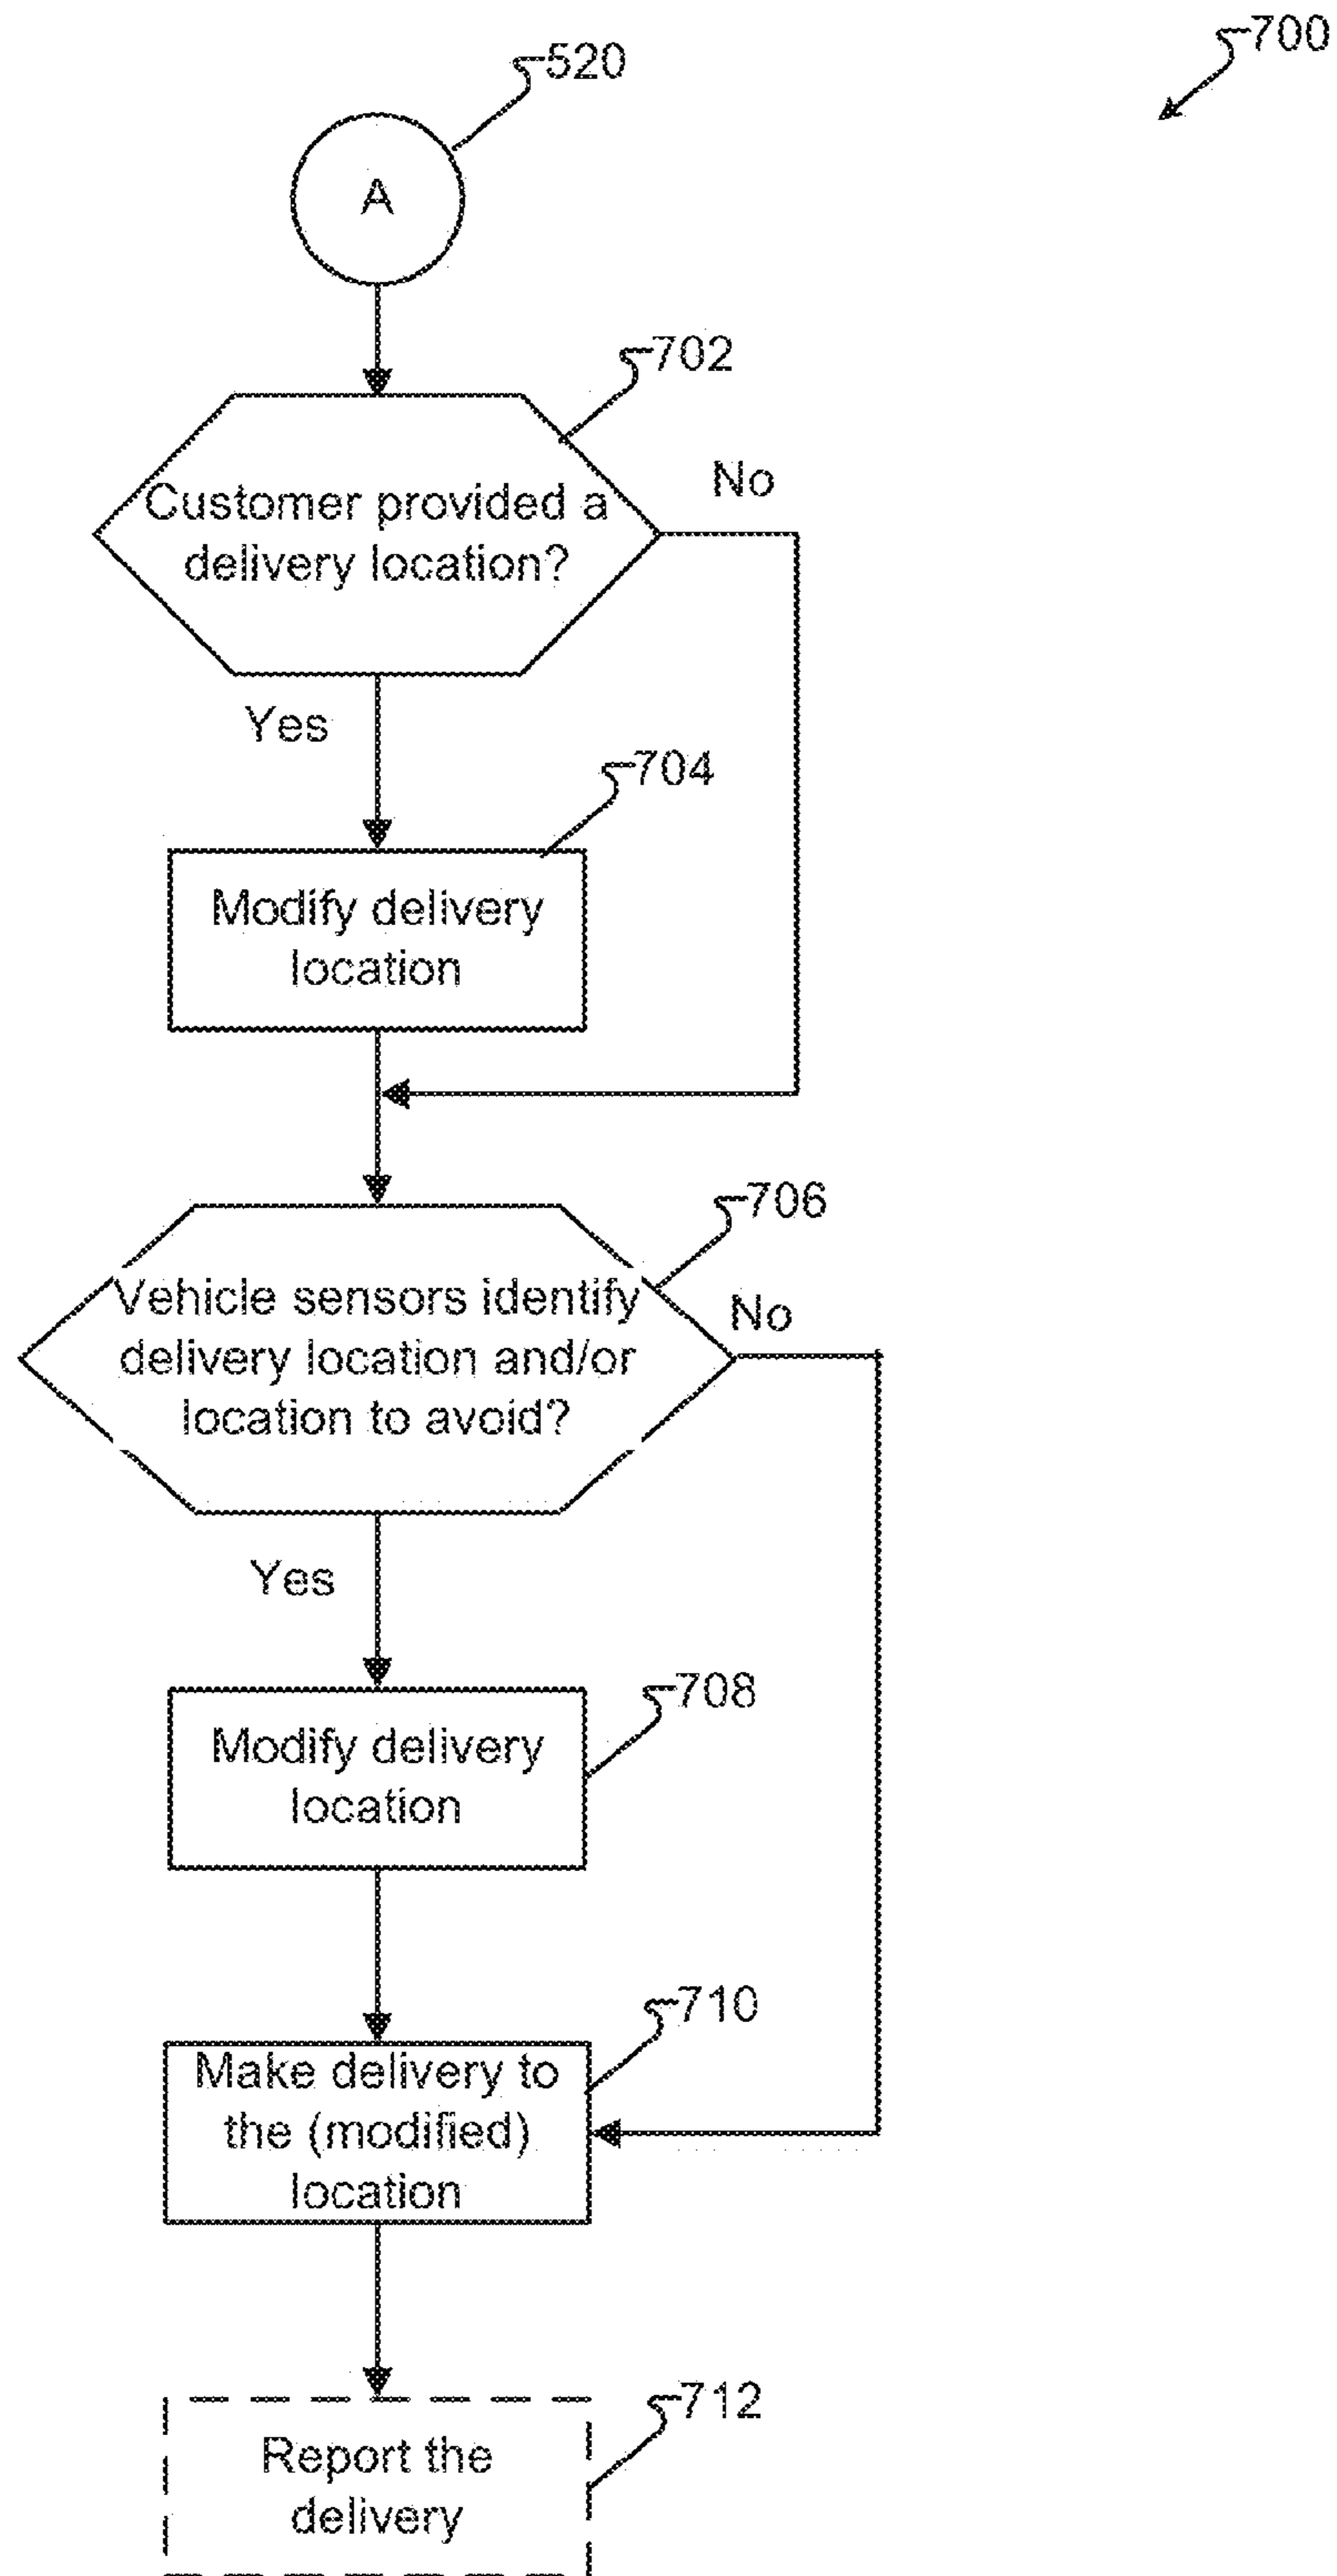 700
520
A
702
Customer provided a
delivery location?
No
Yes
704
Modify delivery
location
706
Vehicle sensors identify
delivery location and/or
location to avoid?
No
Yes
708
Modify delivery
location
710
Make delivery to
the (modified)
location
712
Report the
delivery